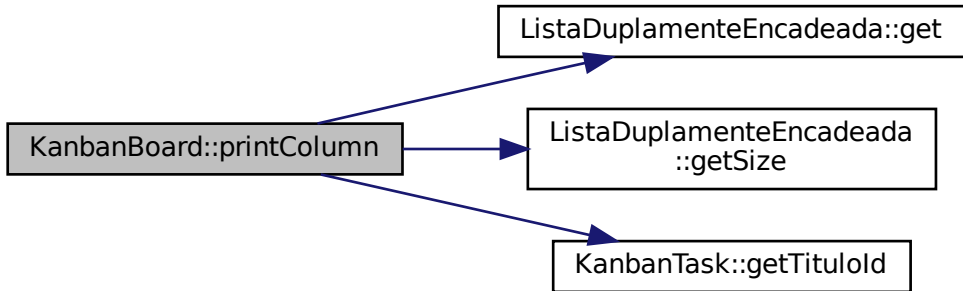 ListaDuplamenteEncadeada::get
KanbanBoard::printColumn
ListaDuplamenteEncadeada
::getSize
KanbanTask::getTituloId